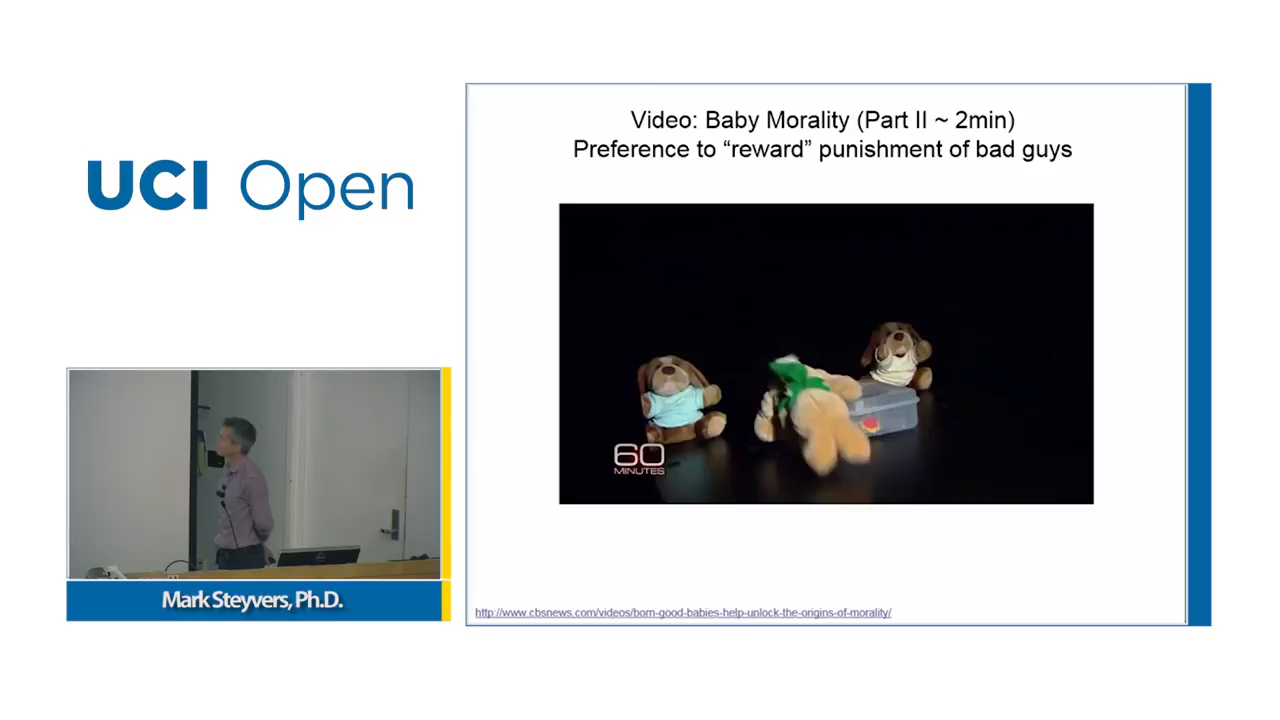 UCI Open
Mark Steyvers, Ph.D.
Video: Baby Morality (Part II ~ 2min)
Preference to “reward” punishment of bad guys
60
MINUTES
http://www.cbsnews.com/videos/born-good-babies-help-unlock-the-origins-of-morality/